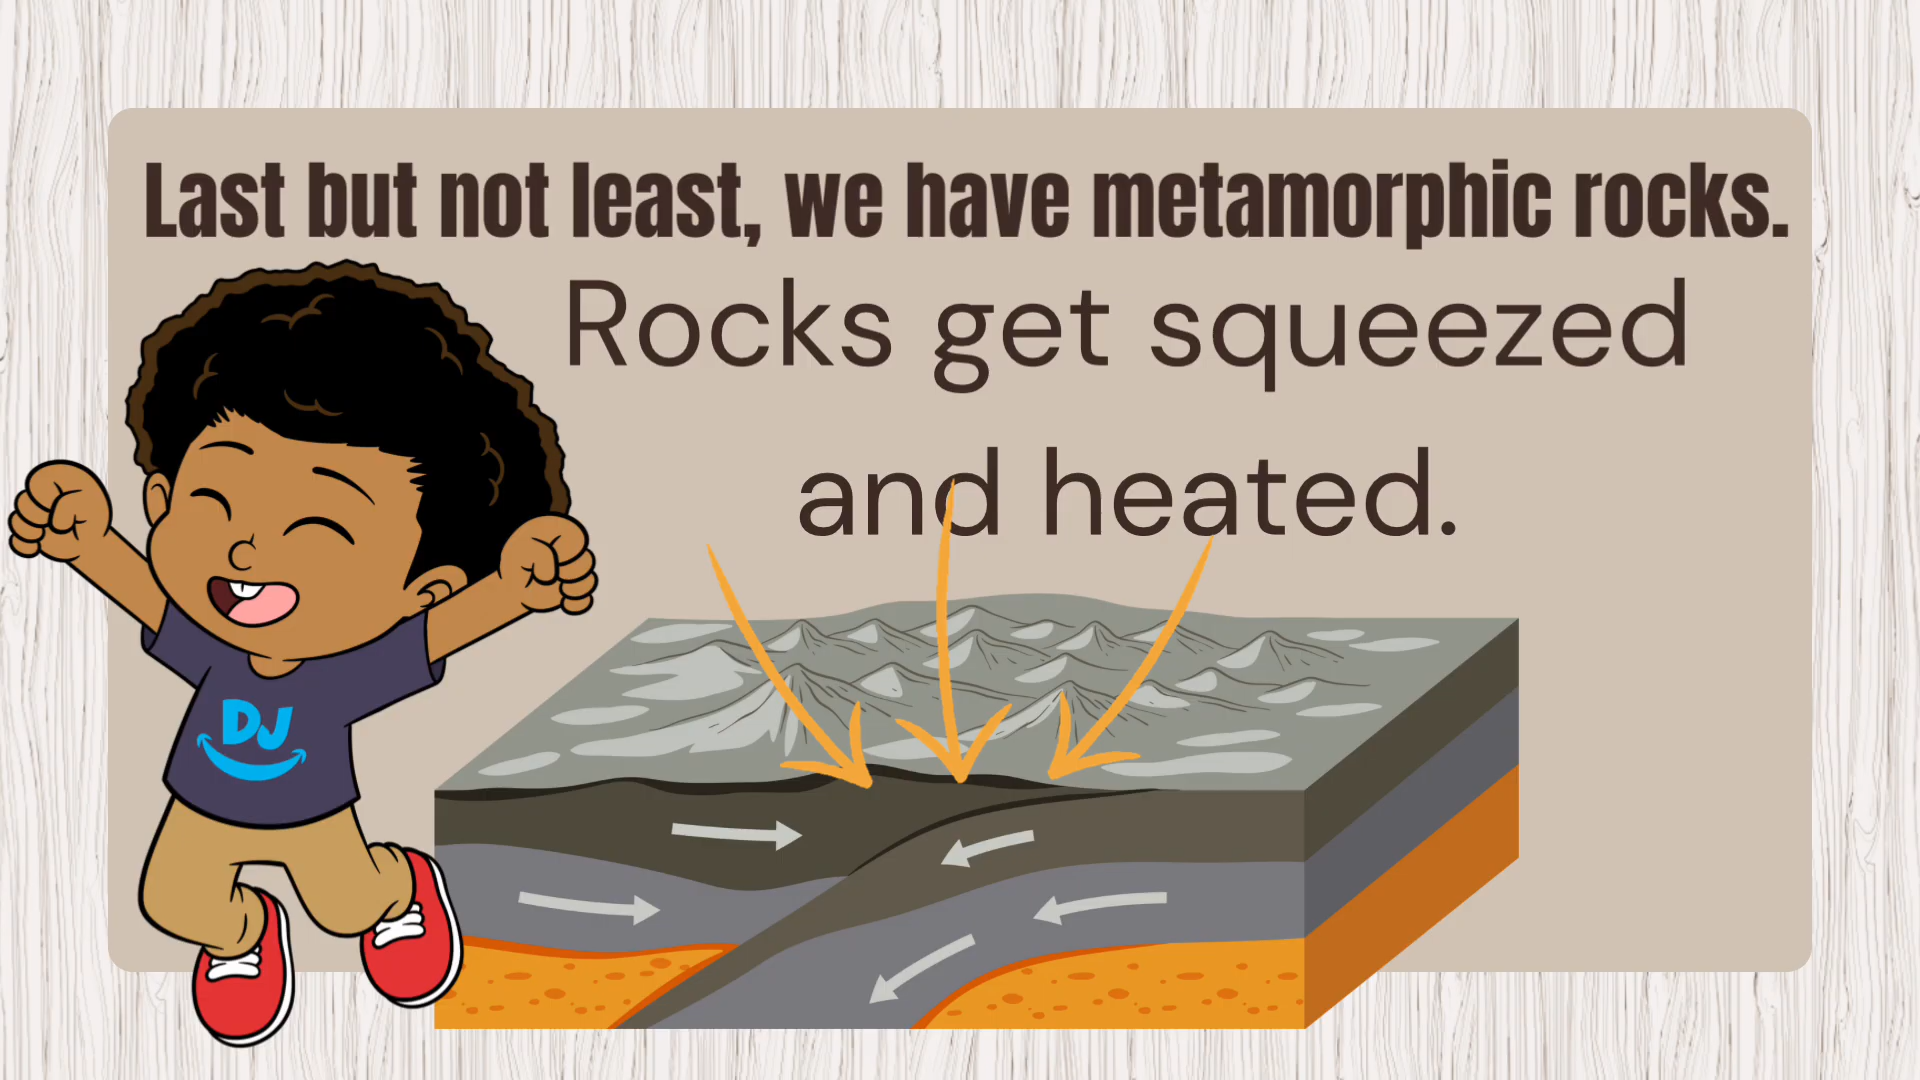 Last but not least, we have metamorphic rocks.
Rocks get squeezed
and heated.
DJ